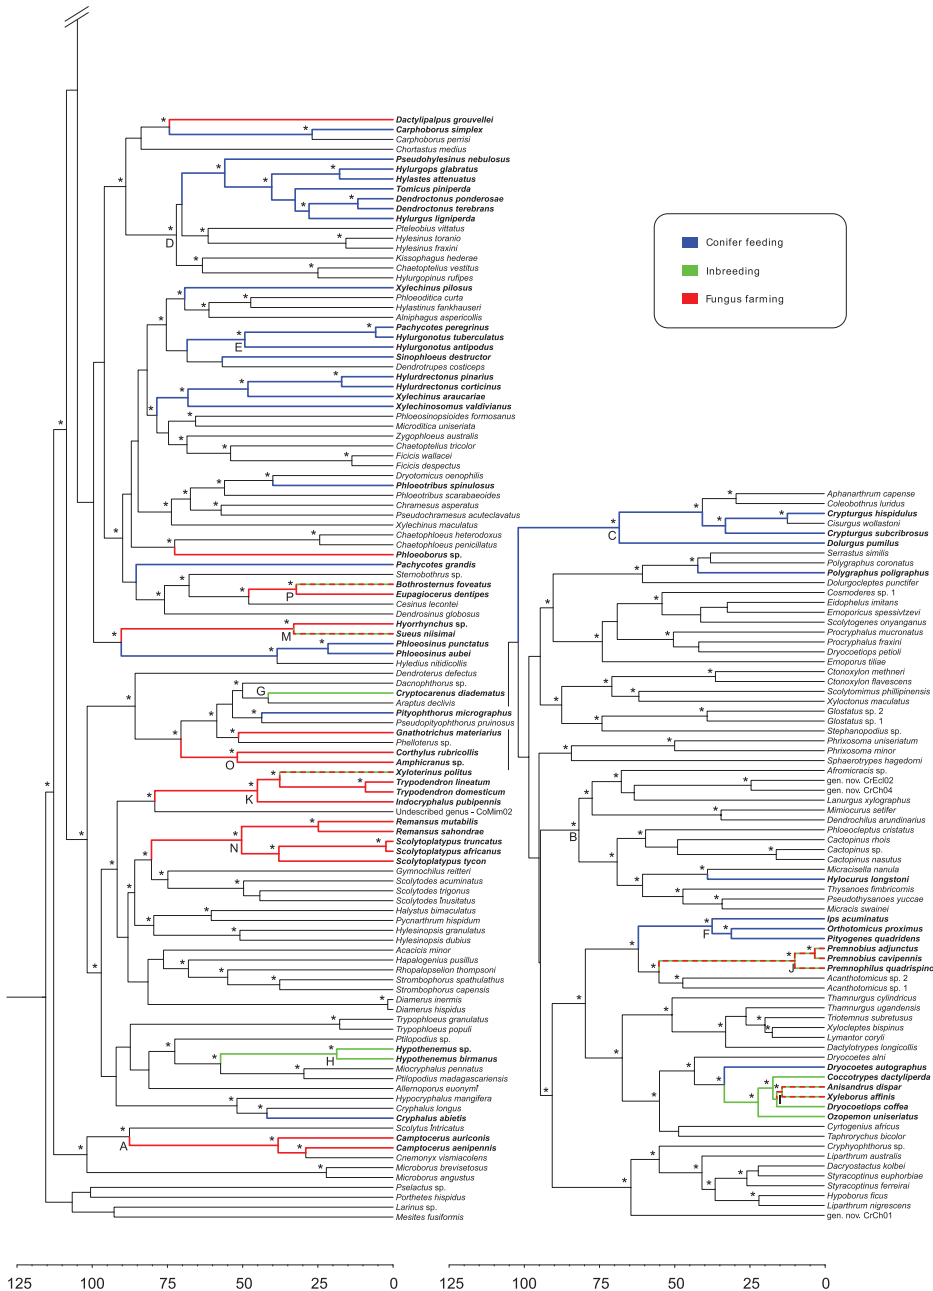 Dactylipalpus grouvellei
Carphoborus simplex
Carphoborus perrisi
Chortastus medius
Pseudohylesinus nebulosus
Hylurgops glabratus
Hylastes attenuatus
Tomicus piniperda
Dendroctonus ponderosae
Dendroctonus terebrans
Hylurgus ligniperda
Pteleobius vittatus
D
Hylesinus toranio
Hylesinus fraxini
Kissophagus hederae
Chaetoptelius vestitus
Hylurgopinus rufipes
Xylechinus pilosus
Phloeoditica curta
Hylastinus fankhauseri
Alniphagus aspericollis
Pachycotes peregrinus
Hylurgonotus tuberculatus
E
Hylurgonotus antipodus
Sinophloeus destructor
Dendrotrupes costiceps
Hylurdrectonus pinarius
Hylurdrectonus corticinus
Xylechinus araucariae
Xylechinosomus valdivianus
Phloeosinopsioides formosanus
Microditica uniseriata
Zygophloeus australis
Chaetoptelius tricolor
Ficicis wallacei
Ficicis despectus
Dryotomicus oenophilis
Phloeotribus spinulosus
Phloeotribus scarabaeoides
Chramesus asperatus
Pseudochramesus acuteclavatus
Xylechinus maculatus
Chaetophloeus heterodoxus
Chaetophloeus penicillatus
Phloeoborus sp.
Pachycotes grandis
Sternobothrus sp.
Bothrosternus foveatus
P
Eupagiocerus dentipes
Cesinus lecontei
Dendrosinus globosus
Hyorrhynchus sp.
M
Sueus niisimai
Phloeosinus punctatus
Phloeosinus aubei
Hyledius nitidicollis
Dendroterus defectus
Dacnophthorus sp.
G
Cryptocarenus diadematus
Araptus declivis
Pityophthorus micrographus
Pseudopityophthorus pruinosus
Gnathotrichus materiarius
Phelloterus sp.
Corthylus rubricollis
O
Amphicranus sp.
Xyloterinus politus
Trypodendron lineatum
Trypodendron domesticum
K
Indocryphalus pubipennis
Undescribed genus - CoMim02
Remansus mutabilis
Remansus sahondrae
Scolytoplatypus truncatus
N
Scolytoplatypus africanus
Scolytoplatypus tycon
Gymnochilus reitteri
Scolytodes acuminatus
Scolytodes trigonus
Scolytodes inusitatus
Halystus bimaculatus
Pycnarthrum hispidum
Hylesinopsis granulatus
Hylesinopsis dubius
Acacicis minor
Hapalogenius pusillus
Rhopalopselion thompsoni
Strombophorus spathulathus
Strombophorus capensis
Diamerus inermis
Diamerus hispidus
Trypophloeus granulatus
Trypophloeus populi
Ptilopodius sp.
Hypothenemus sp.
H
Hypothenemus birmanus
Miocryphalus pennatus
Ptilopodius madagascariensis
Allernoporus euonymi
Hypocryphalus mangifera
Cryphalus longus
Cryphalus abietis
Scolytus intricatus
Camptocerus auriconis
A
Camptocerus aenipennis
Cnemonyx vismiacolens
Microborus brevisetosus
Microborus angustus
Pselactus sp.
Porthetes hispidus
Larinus sp.
Mesites fusiformis
125 100 75 50 25 0
Conifer feeding
Inbreeding
Fungus farming
Aphanarthrum capense
Coleobothrus luridus
Crypturgus hispidulus
Cisurgus wollastoni
C
Crypturgus subcribrosus
Dolurgus pumilus
Serrastus similis
Polygraphus coronatus
Polygraphus poligraphus
Dolurgocleptes punctifer
Cosmoderes sp. 1
Eidophelus imitans
Ernoporicus spessivtzevi
Scolytogenes onyanganus
Procryphalus mucronatus
Procryphalus fraxini
Dryocoetiops petioli
Ernoporus tiliae
Ctonoxylon methneri
Ctonoxylon flavescens
Scolytomimus phillipinensis
Xyloctonus maculatus
Glostatus sp. 2
Glostatus sp. 1
Stephanopodius sp.
Phrixosoma uniseriatum
Phrixosoma minor
Sphaerotrypes hagedorni
Afromicracis sp.
gen. nov. CrEcl02
gen. nov. CrCh04
Lanurgus xylographus
Mimiocurus setifer
Dendrochilus arundinarius
B
Phloeocleptus cristatus
Cactopinus rhois
Cactopinus sp.
Cactopinus nasutus
Micracisella nanula
Hylocurus longstoni
Thysanoes fimbricornis
Pseudothysanoes yuccae
Micracis swainei
Ips acuminatus
Orthotomicus proximus
F
Pityogenes quadridens
Premnobius adjunctus
Premnobius cavipennis
J
Premnophilus quadrispinosus
Acanthotomicus sp. 2
Acanthotomicus sp. 1
Thamnurgus cylindricus
Thamnurgus ugandensis
Triotemnus subretusus
Xylocleptes bispinus
Lymantor coryli
Dactylotrypes longicollis
Dryocoetes alni
Dryocoetes autographus
Coccotrypes dactyliperda
Anisandrus dispar
I
Xyleborus affinis
Dryocoetiops coffea
Ozopemon uniseriatus
Cyrtogenius africus
Taphrorychus bicolor
Cryphyophthorus sp.
Liparthrum australis
Dacryostactus kolbei
Styracoptinus euphorbiae
Styracoptinus ferreirai
Hypoborus ficus
Liparthrum nigrescens
gen. nov. CrCh01
125 100 75 50 25 0